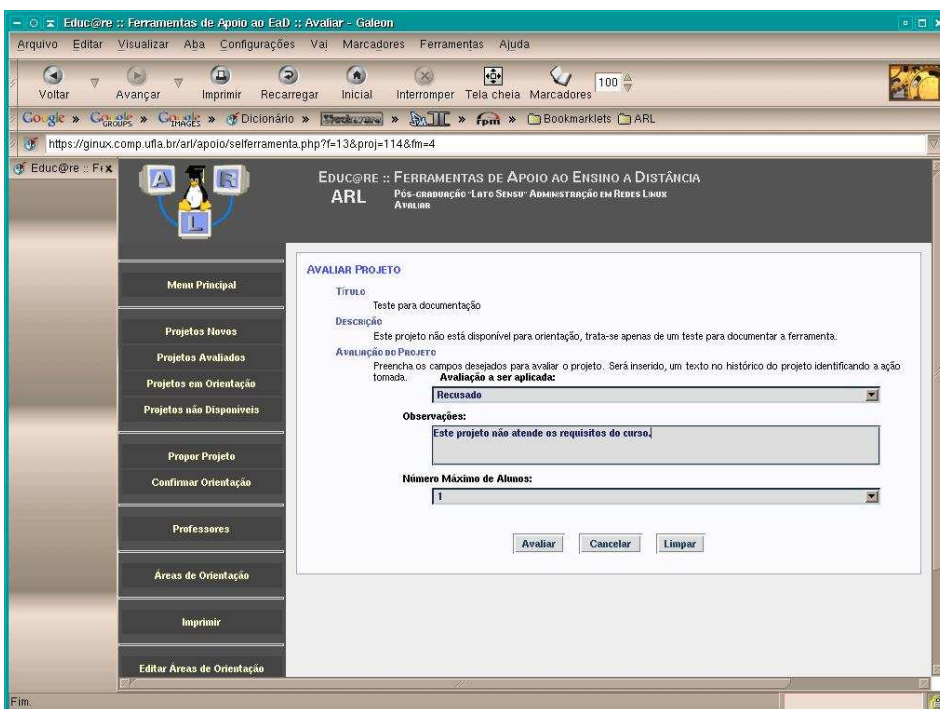 Educ@re :: Ferramentas de Apoio ao EaD :: Avaliar - Galeon
Arquivo Editar Visualizar Aba Configurações Vai Marcadores Ferramentas Ajuda
Voltar Avançar Imprimir Recarregar Inicial Interromper Tela cheia Marcadores 100
Google » Google GROUPS » Google IMAGES » Dicionário » » » fpm » Bookmarklets ARL
https://ginux.comp.ufla.br/arl/apoio/selferramenta.php?f=13&proj=114&fm=4
Educ@re :: Fe
A R L
EDUC@RE :: FERRAMENTAS DE APOIO AO ENSINO A DISTÂNCIA
ARL PÓS-GRADUAÇÃO "LATO SENSU" ADMINISTRAÇÃO EM REDES LINUX
AVALIAR
Menu Principal
Projetos Novos
Projetos Avaliados
Projetos em Orientação
Projetos não Disponíveis
Propor Projeto
Confirmar Orientação
Professores
Áreas de Orientação
Imprimir
Editar Áreas de Orientação
AVALIAR PROJETO
TÍTULO
Teste para documentação
DESCRIÇÃO
Este projeto não está disponível para orientação, trata-se apenas de um teste para documentar a ferramenta.
AVALIAÇÃO DO PROJETO
Preencha os campos desejados para avaliar o projeto. Será inserido, um texto no histórico do projeto identificando a ação
tomada. Avaliação a ser aplicada:
Recusado
Observações:
Este projeto não atende os requisitos do curso.
Número Máximo de Alunos:
1
Avaliar Cancelar Limpar
Fim.